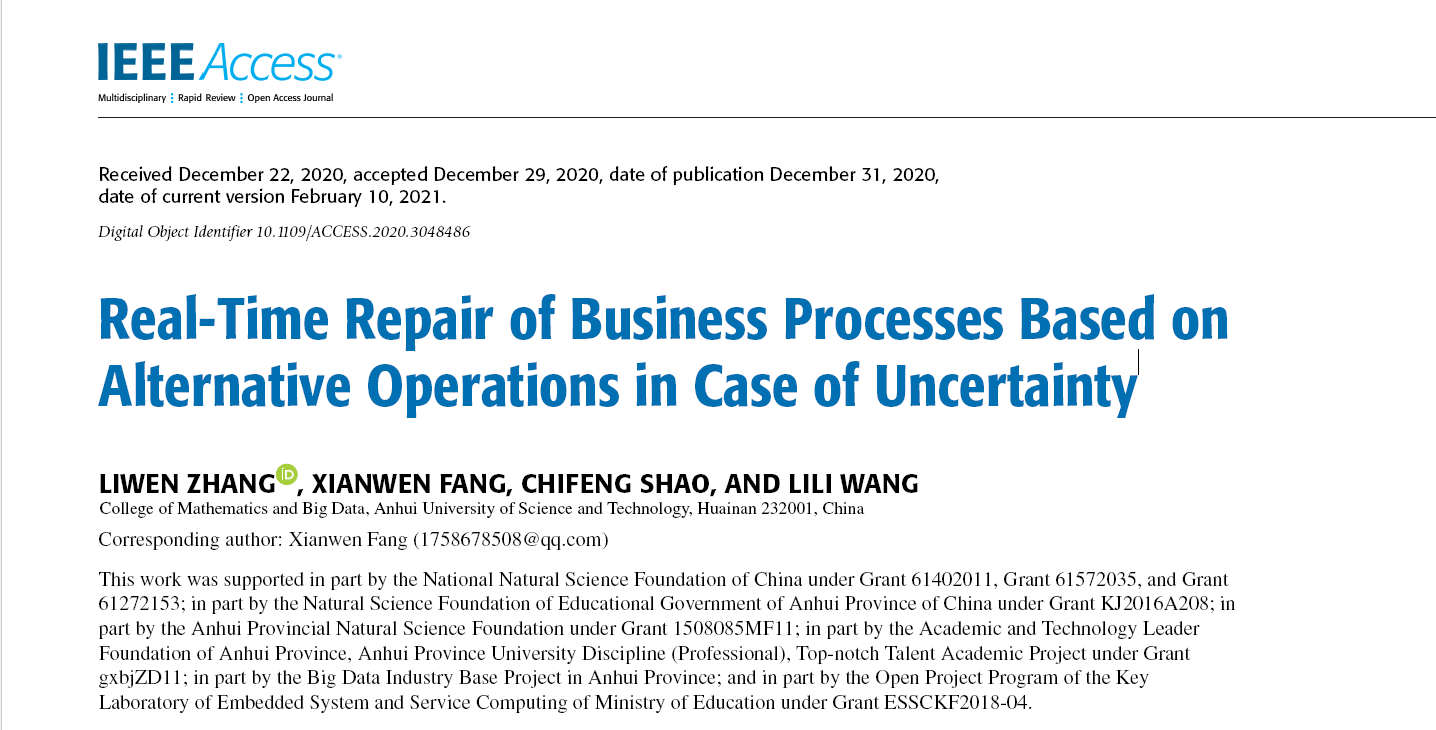 IEEE Access®
Multidisciplinary ⋮ Rapid Review ⋮ Open Access Journal
Received December 22, 2020, accepted December 29, 2020, date of publication December 31, 2020,
date of current version February 10, 2021.
Digital Object Identifier 10.1109/ACCESS.2020.3048486
Real-Time Repair of Business Processes Based on
Alternative Operations in Case of Uncertainty
LIWEN ZHANG iD, XIANWEN FANG, CHIFENG SHAO, AND LILI WANG
College of Mathematics and Big Data, Anhui University of Science and Technology, Huainan 232001, China
Corresponding author: Xianwen Fang (1758678508@qq.com)
This work was supported in part by the National Natural Science Foundation of China under Grant 61402011, Grant 61572035, and Grant
61272153; in part by the Natural Science Foundation of Educational Government of Anhui Province of China under Grant KJ2016A208; in
part by the Anhui Provincial Natural Science Foundation under Grant 1508085MF11; in part by the Academic and Technology Leader
Foundation of Anhui Province, Anhui Province University Discipline (Professional), Top-notch Talent Academic Project under Grant
gxbjZD11; in part by the Big Data Industry Base Project in Anhui Province; and in part by the Open Project Program of the Key
Laboratory of Embedded System and Service Computing of Ministry of Education under Grant ESSCKF2018-04.